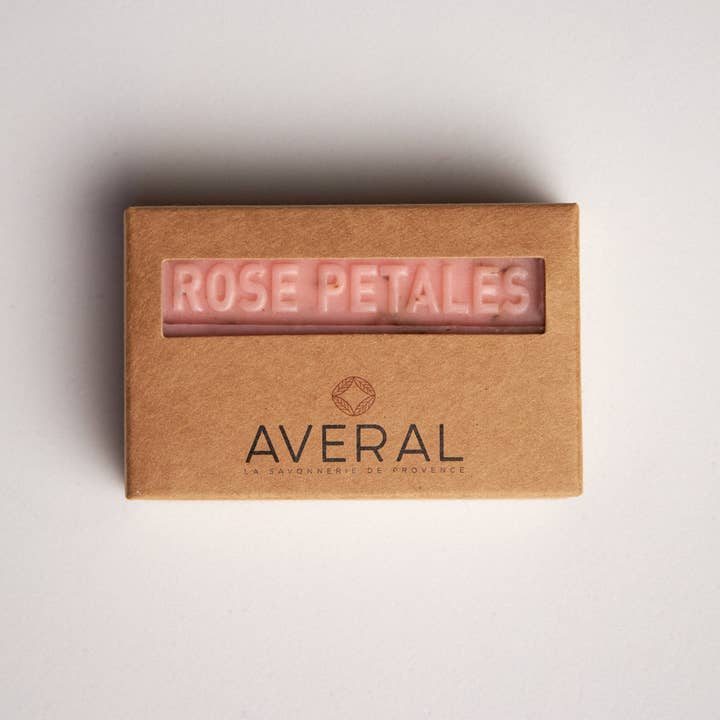 ROSE PETALES
AVERAL
LA SAVONNERIE DE PROVENCE